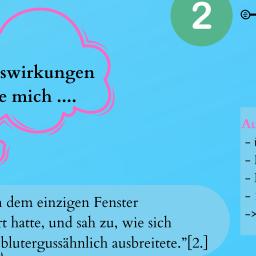 2
swirkungen
e mich ....
Au
-
-
-
-
->
dem einzigen Fenster
rt hatte, und sah zu, wie sich
blutergussähnlich ausbreitete.”[2.]